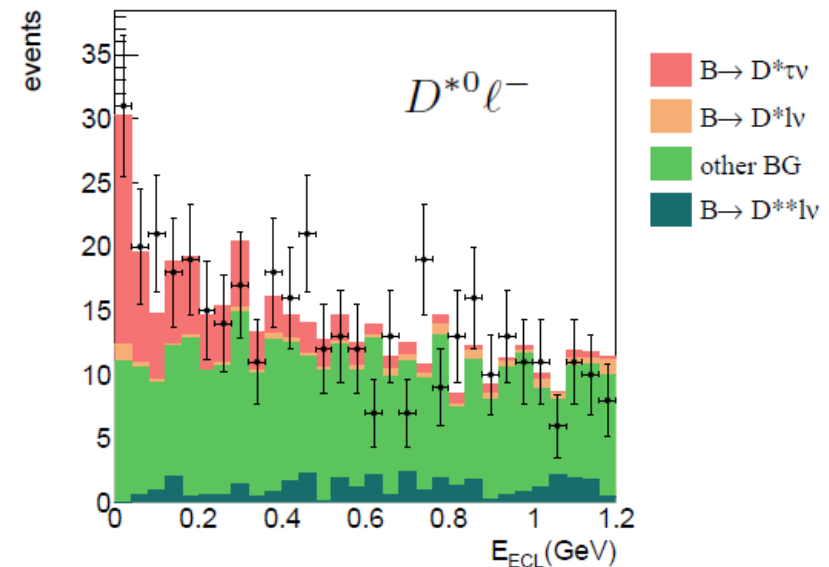 events
35
30
25
20
15
10
5
0
0 0.2 0.4 0.6 0.8 1 1.2
E_ECL(GeV)
D*⁰ℓ⁻
B→ D*τν
B→ D*lν
other BG
B→ D**lν